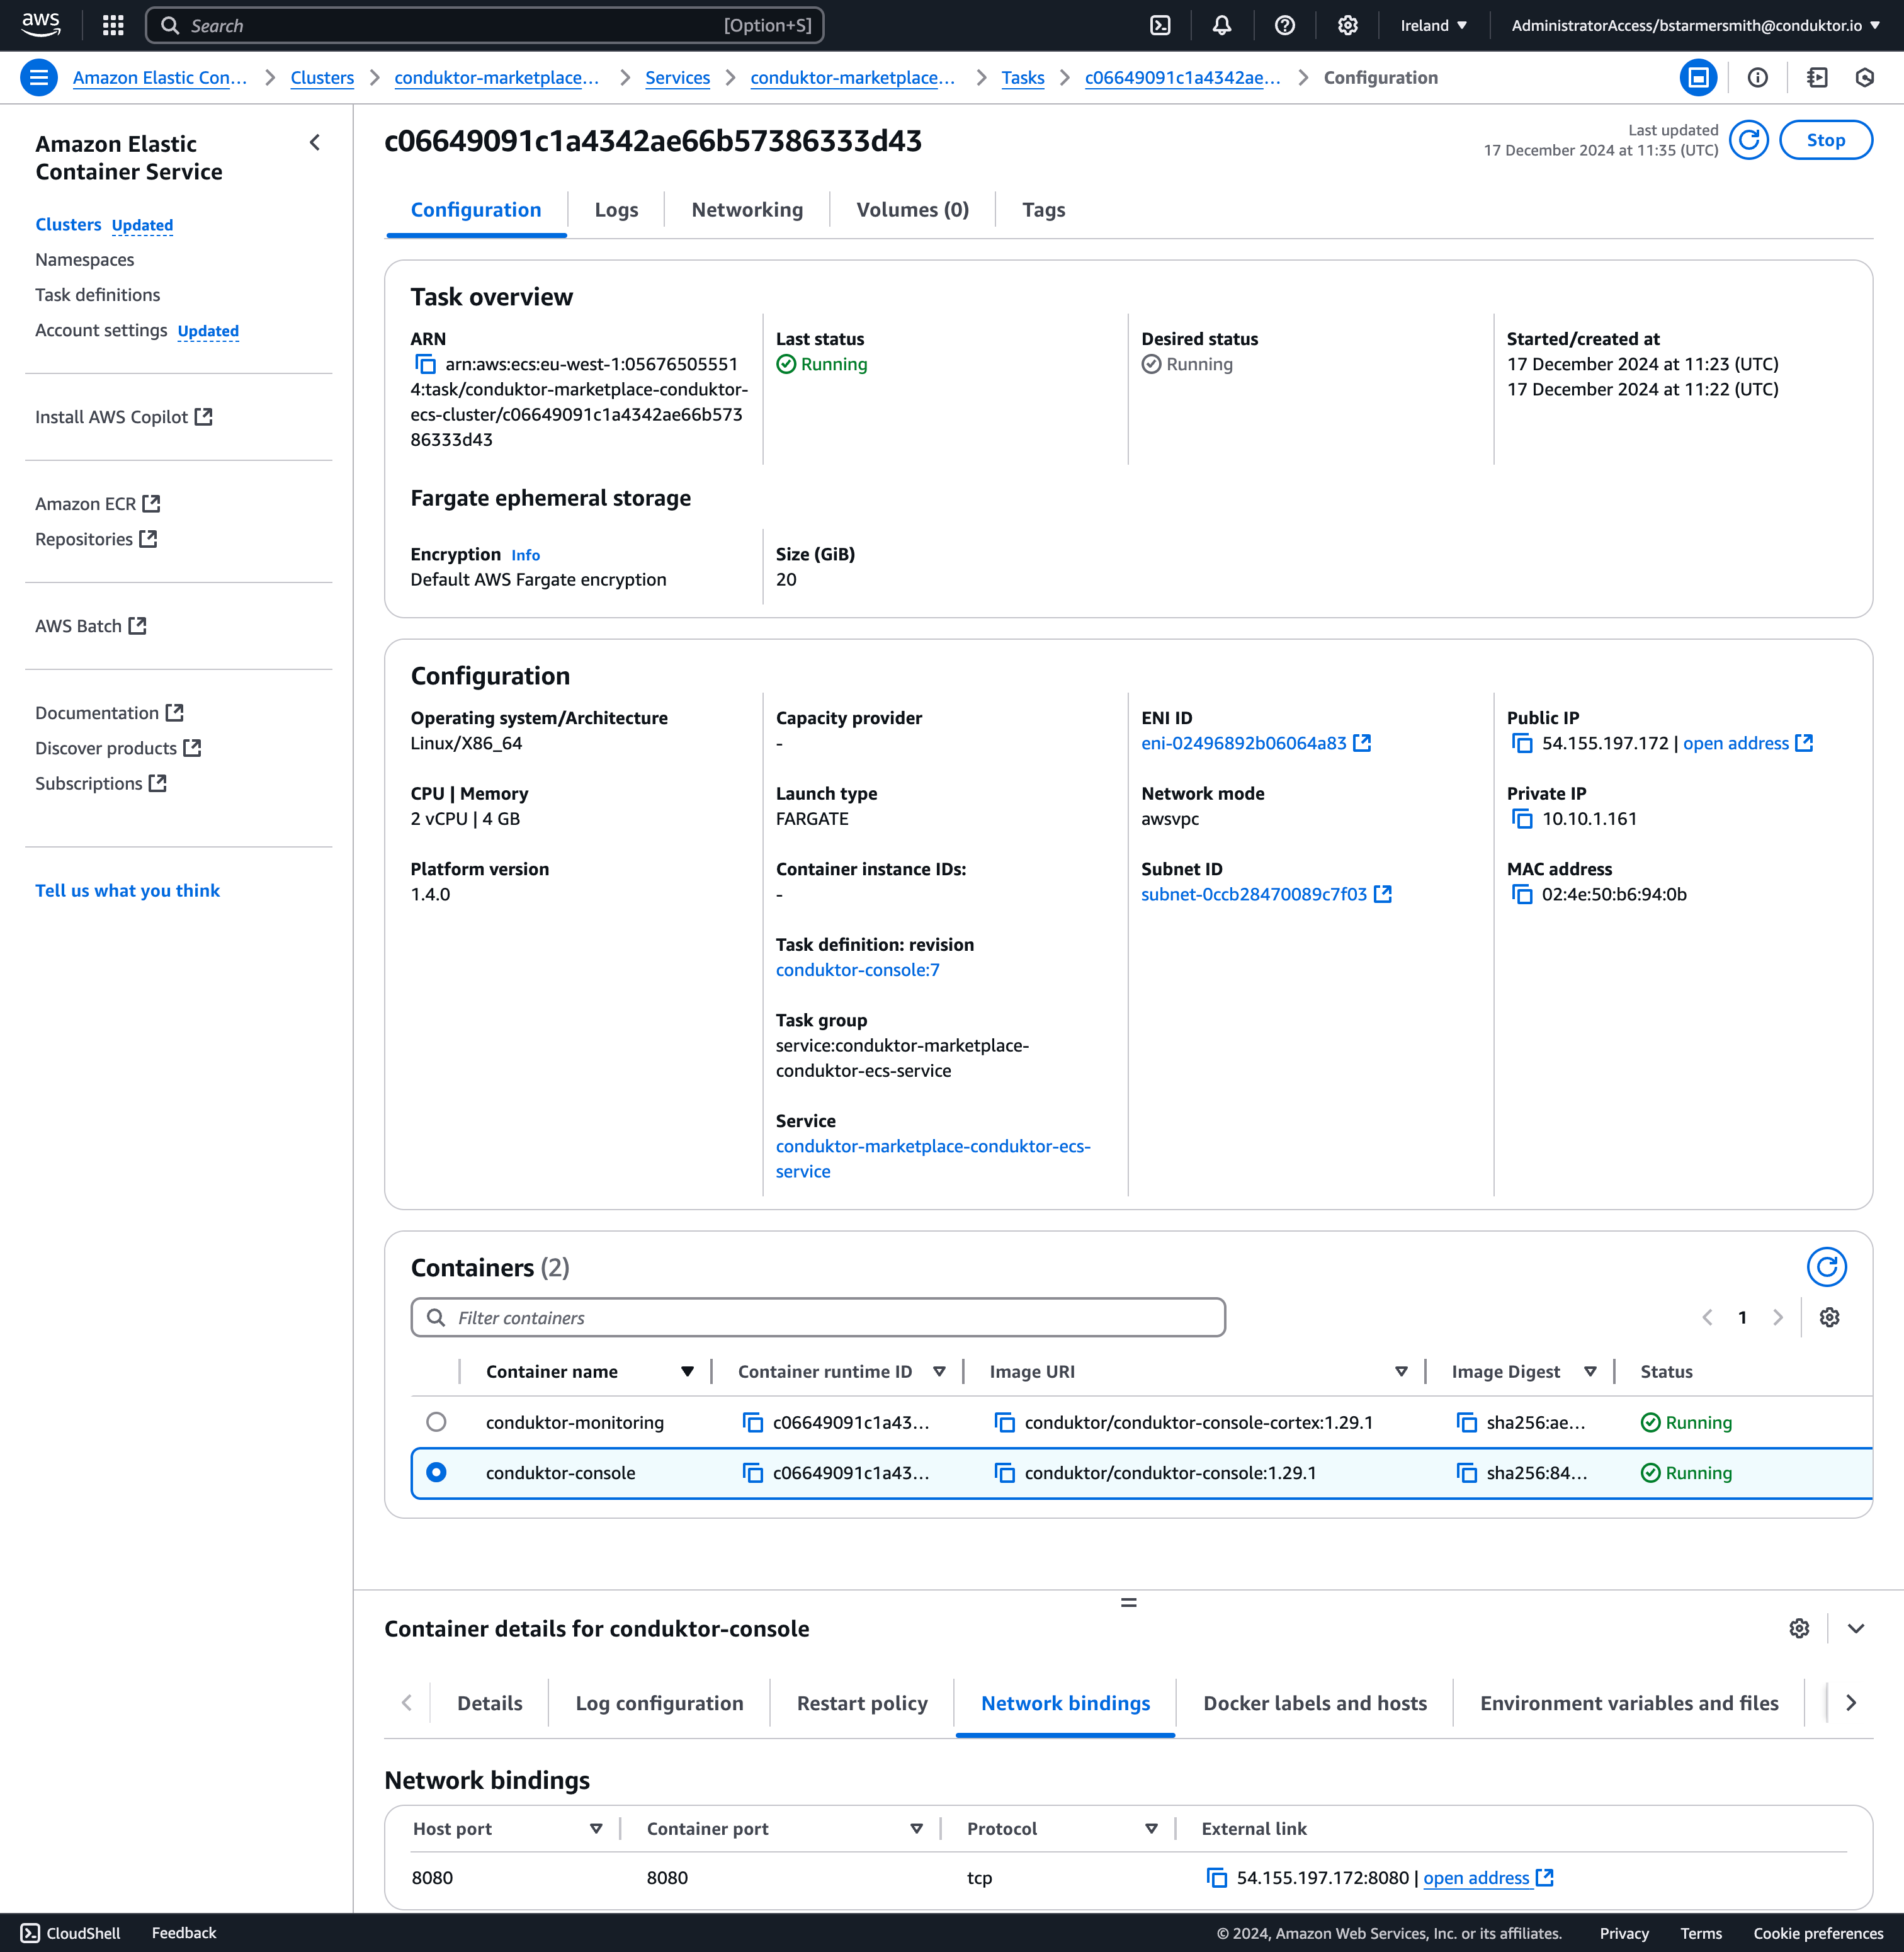 aws
Search
[Option+S]
Ireland
AdministratorAccess/bstarmersmith@conduktor.io
Amazon Elastic Con...
Clusters
conduktor-marketplace...
Services
conduktor-marketplace...
Tasks
c06649091c1a4342ae...
Configuration
Amazon Elastic
Container Service
Clusters Updated
Namespaces
Task definitions
Account settings Updated
Install AWS Copilot
Amazon ECR
Repositories
AWS Batch
Documentation
Discover products
Subscriptions
Tell us what you think
c06649091c1a4342ae66b57386333d43
Last updated
17 December 2024 at 11:35 (UTC)
Stop
Configuration
Logs
Networking
Volumes (0)
Tags
Task overview
ARN
arn:aws:ecs:eu-west-1:05676505551
4:task/conduktor-marketplace-conduktor-
ecs-cluster/c06649091c1a4342ae66b573
86333d43
Last status
Running
Desired status
Running
Started/created at
17 December 2024 at 11:23 (UTC)
17 December 2024 at 11:22 (UTC)
Fargate ephemeral storage
Encryption Info
Default AWS Fargate encryption
Size (GiB)
20
Configuration
Operating system/Architecture
Linux/X86_64
CPU | Memory
2 vCPU | 4 GB
Platform version
1.4.0
Capacity provider
-
Launch type
FARGATE
Container instance IDs:
-
Task definition: revision
conduktor-console:7
Task group
service:conduktor-marketplace-
conduktor-ecs-service
Service
conduktor-marketplace-conduktor-ecs-
service
ENI ID
eni-02496892b06064a83
Network mode
awsvpc
Subnet ID
subnet-0ccb28470089c7f03
Public IP
54.155.197.172 | open address
Private IP
10.10.1.161
MAC address
02:4e:50:b6:94:0b
Containers (2)
Filter containers
1
Container name
Container runtime ID
Image URI
Image Digest
Status
conduktor-monitoring
c06649091c1a43...
conduktor/conduktor-console-cortex:1.29.1
sha256:ae...
Running
conduktor-console
c06649091c1a43...
conduktor/conduktor-console:1.29.1
sha256:84...
Running
Container details for conduktor-console
Details
Log configuration
Restart policy
Network bindings
Docker labels and hosts
Environment variables and files
Network bindings
Host port
Container port
Protocol
External link
8080
8080
tcp
54.155.197.172:8080 | open address
CloudShell
Feedback
© 2024, Amazon Web Services, Inc. or its affiliates.
Privacy
Terms
Cookie preferences